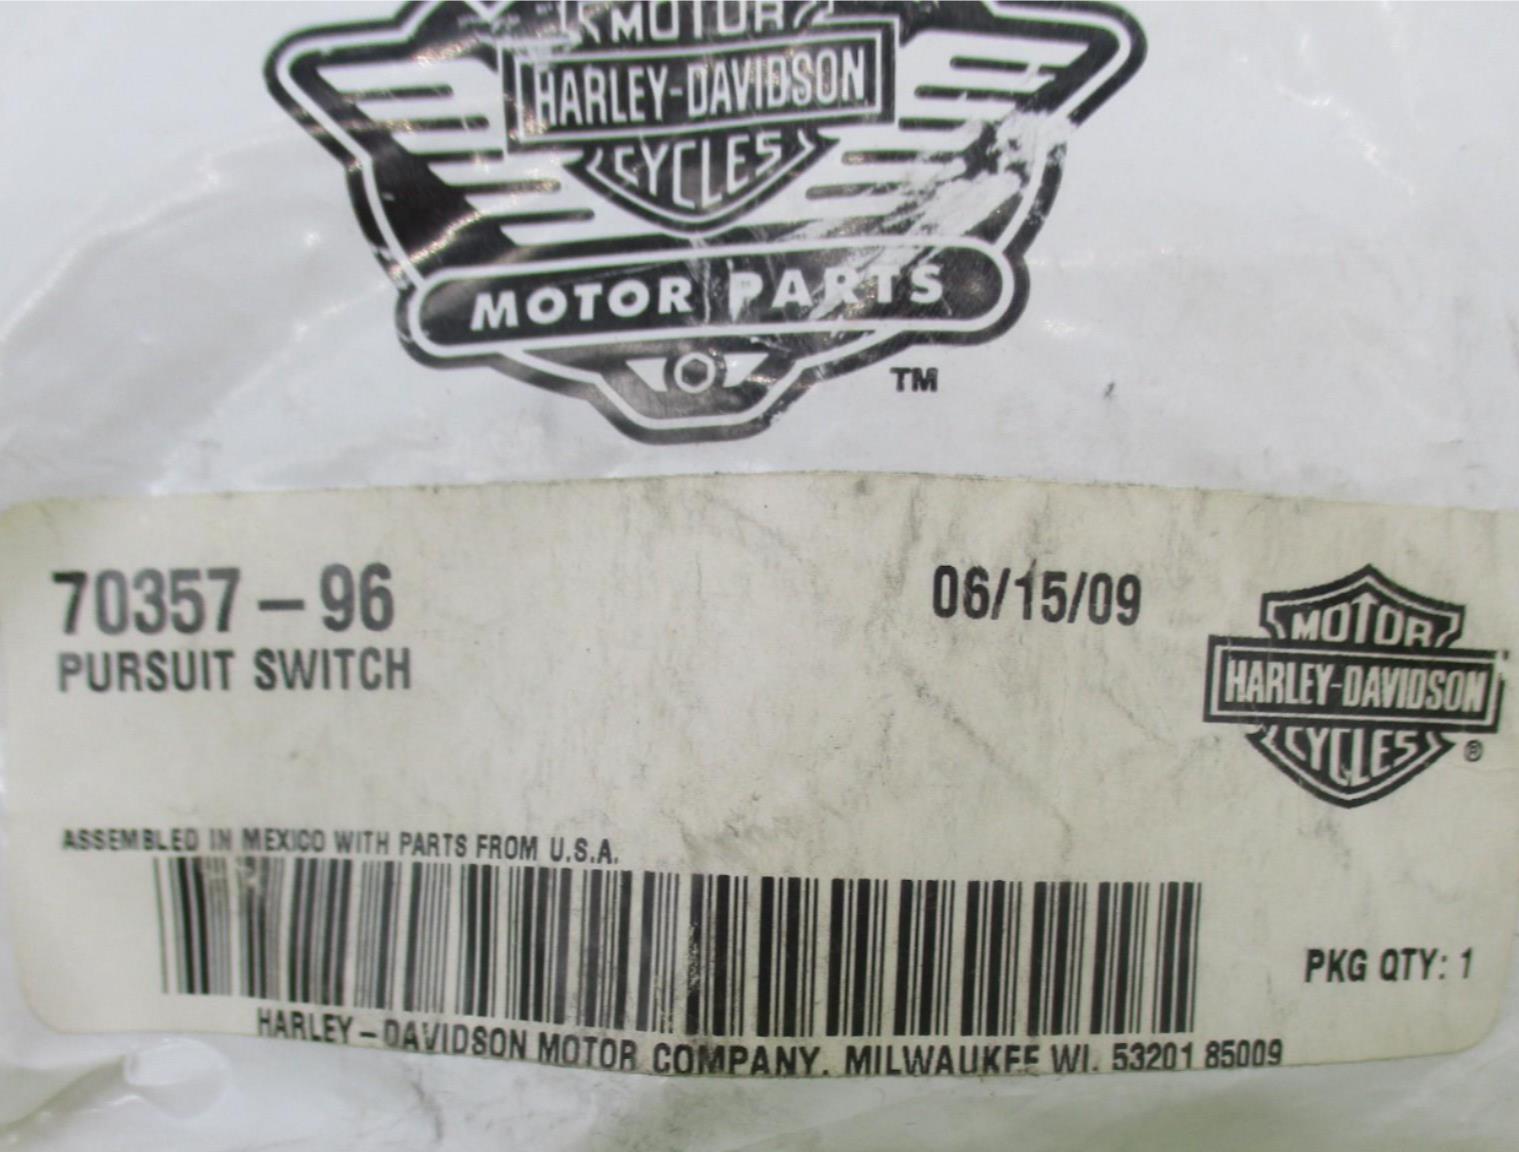 MOTOR
HARLEY-DAVIDSON
CYCLES
MOTOR PARTS
TM
70357-96
06/15/09
PURSUIT SWITCH
MOTOR
HARLEY-DAVIDSON
CYCLES
®
ASSEMBLED IN MEXICO WITH PARTS FROM U.S.A.
PKG QTY: 1
HARLEY-DAVIDSON MOTOR COMPANY. MILWAUKEE WI. 53201 85009